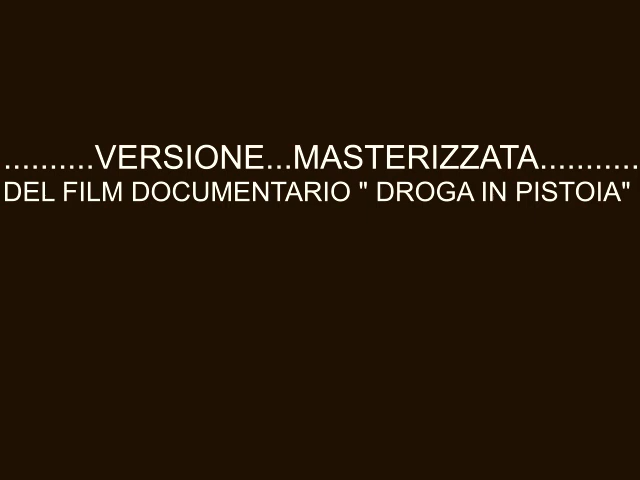 ..........VERSIONE...MASTERIZZATA...........
DEL FILM DOCUMENTARIO " DROGA IN PISTOIA"